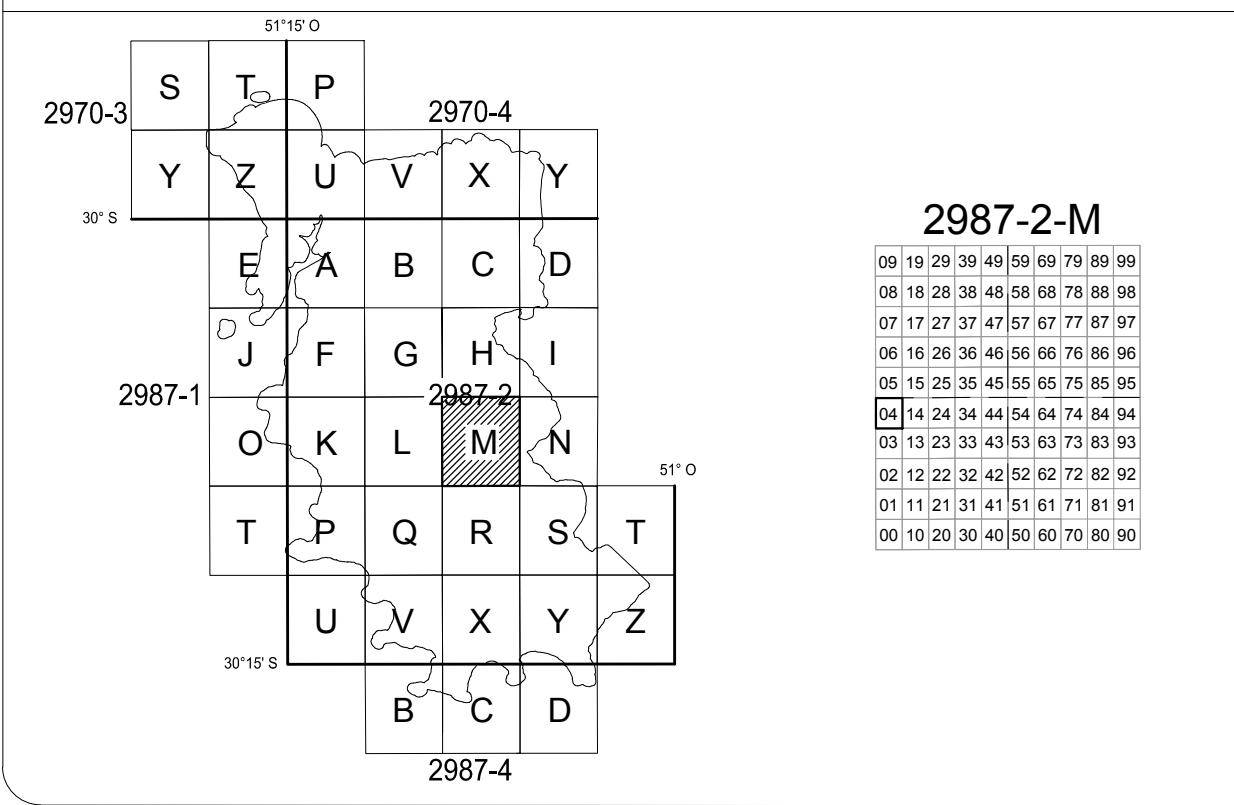 51°15' O
S T P
2970-3 2970-4
Y Z U V X Y
30° S
E A B C D
J F G H I
2987-1 2987-2
O K L M N
51° O
T P Q R S T
U V X Y Z
30°15' S
B C D
2987-4
2987-2-M
09 19 29 39 49 59 69 79 89 99
08 18 28 38 48 58 68 78 88 98
07 17 27 37 47 57 67 77 87 97
06 16 26 36 46 56 66 76 86 96
05 15 25 35 45 55 65 75 85 95
04 14 24 34 44 54 64 74 84 94
03 13 23 33 43 53 63 73 83 93
02 12 22 32 42 52 62 72 82 92
01 11 21 31 41 51 61 71 81 91
00 10 20 30 40 50 60 70 80 90